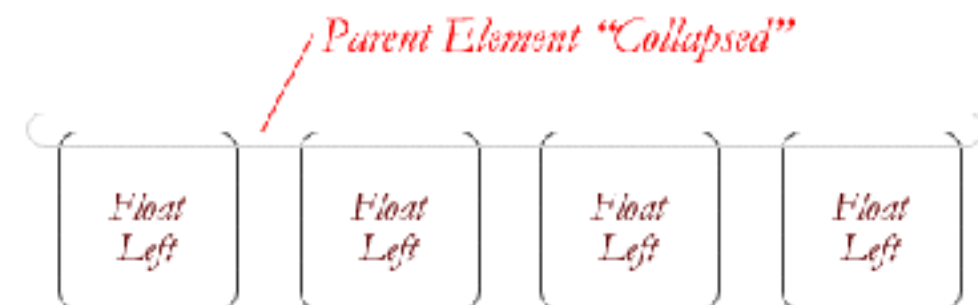 Parent Element “Collapsed”
Float
Left
Float
Left
Float
Left
Float
Left